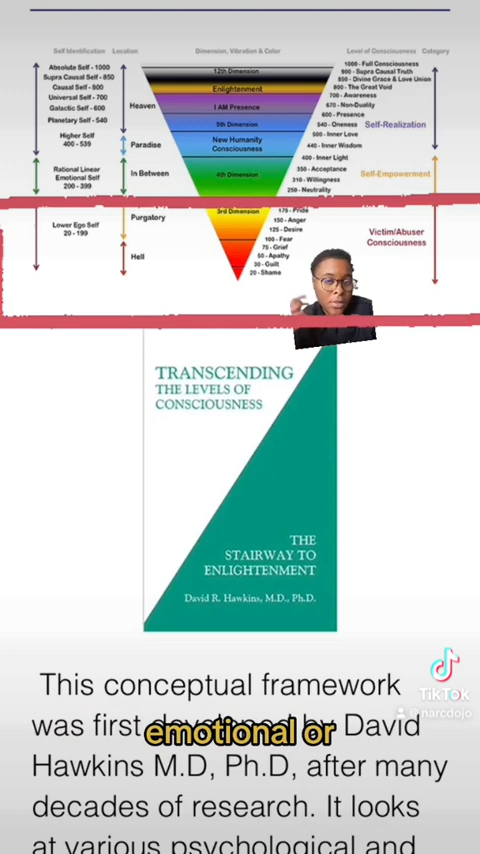 Self Identification
Location
Dimension, Vibration & Color
Level of Consciousness
Category
Absolute Self - 1000
Supra Causal Self - 850
Causal Self - 800
Universal Self - 700
Galactic Self - 600
Planetary Self - 540
Higher Self
400 - 539
Rational Linear
Emotional Self
200 - 399
Lower Ego Self
20 - 199
Heaven
Paradise
In Between
Purgatory
Hell
12th Dimension
Enlightenment
I AM Presence
5th Dimension
New Humanity
Consciousness
4th Dimension
3rd Dimension
1000 - Full Consciousness
900 - Supra Causal Truth
850 - Divine Grace & Love Union
800 - The Great Void
700 - Awareness
670 - Non-Duality
600 - Presence
540 - Oneness
500 - Inner Love
440 - Inner Wisdom
400 - Inner Light
350 - Acceptance
310 - Willingness
250 - Neutrality
175 - Pride
150 - Anger
125 - Desire
100 - Fear
75 - Grief
50 - Apathy
30 - Guilt
20 - Shame
Self-Realization
Self-Empowerment
Victim/Abuser
Consciousness
TRANSCENDING
THE LEVELS OF
CONSCIOUSNESS
THE
STAIRWAY TO
ENLIGHTENMENT
David R. Hawkins, M.D., Ph.D.
This conceptual framework
was first developed by David
emotional or
Hawkins M.D, Ph.D, after many
decades of research. It looks
at various psychological and
TikTok
@narcdojo